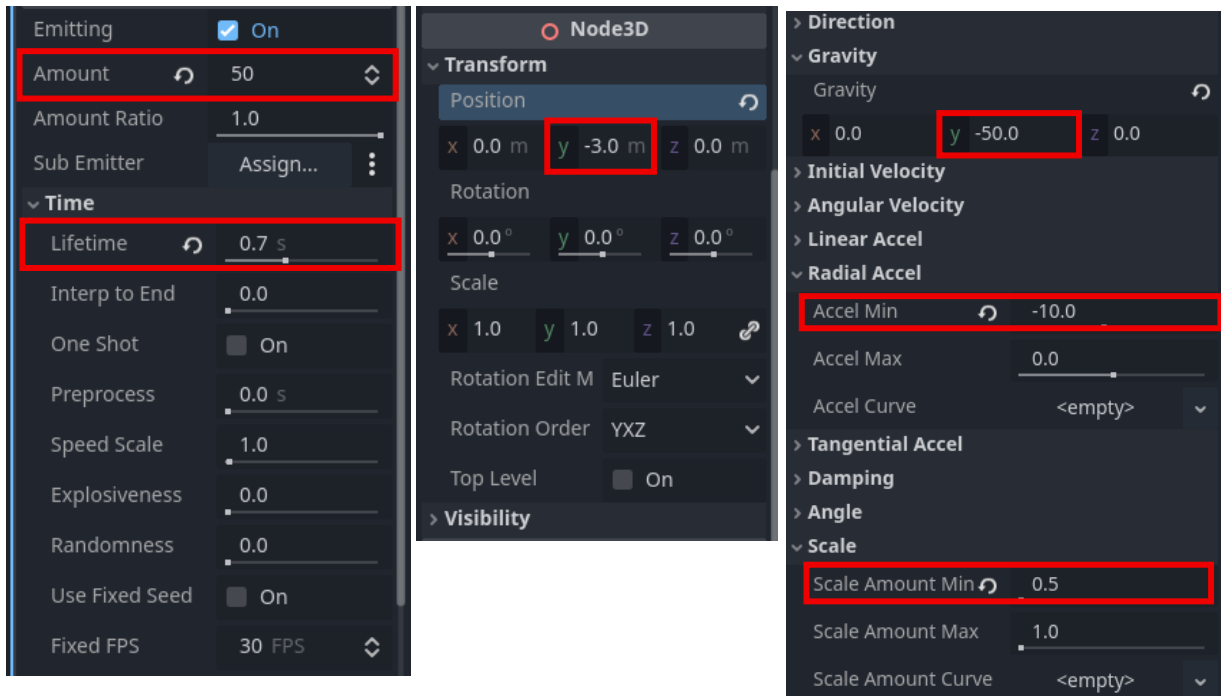 Emitting On
Amount 50
Amount Ratio 1.0
Sub Emitter Assign...
Time
Lifetime 0.7 s
Interp to End 0.0
One Shot On
Preprocess 0.0 s
Speed Scale 1.0
Explosiveness 0.0
Randomness 0.0
Use Fixed Seed On
Fixed FPS 30 FPS
Node3D
Transform
Position
x 0.0 m y -3.0 m z 0.0 m
Rotation
x 0.0° y 0.0° z 0.0°
Scale
x 1.0 y 1.0 z 1.0
Rotation Edit M Euler
Rotation Order YXZ
Top Level On
Visibility
Direction
Gravity
Gravity
x 0.0 y -50.0 z 0.0
Initial Velocity
Angular Velocity
Linear Accel
Radial Accel
Accel Min -10.0
Accel Max 0.0
Accel Curve <empty>
Tangential Accel
Damping
Angle
Scale
Scale Amount Min 0.5
Scale Amount Max 1.0
Scale Amount Curve <empty>